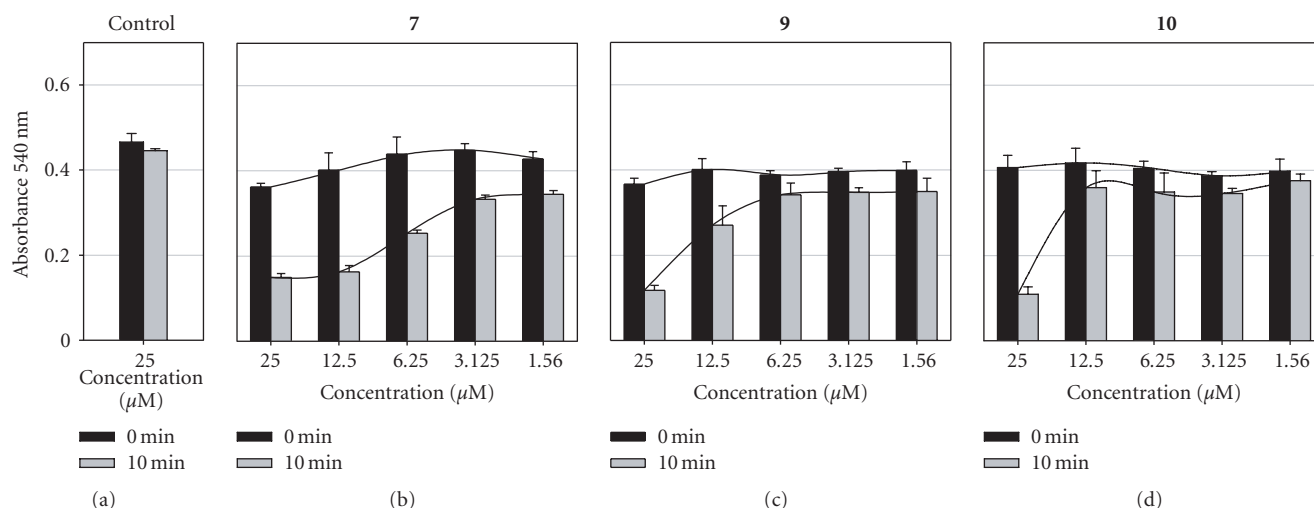 Control
7
9
10
Absorbance 540 nm
0.6
0.4
0.2
0
25
Concentration
(μM)
25 12.5 6.25 3.125 1.56
Concentration (μM)
25 12.5 6.25 3.125 1.56
Concentration (μM)
25 12.5 6.25 3.125 1.56
Concentration (μM)
0 min
10 min
0 min
10 min
0 min
10 min
0 min
10 min
(a)
(b)
(c)
(d)